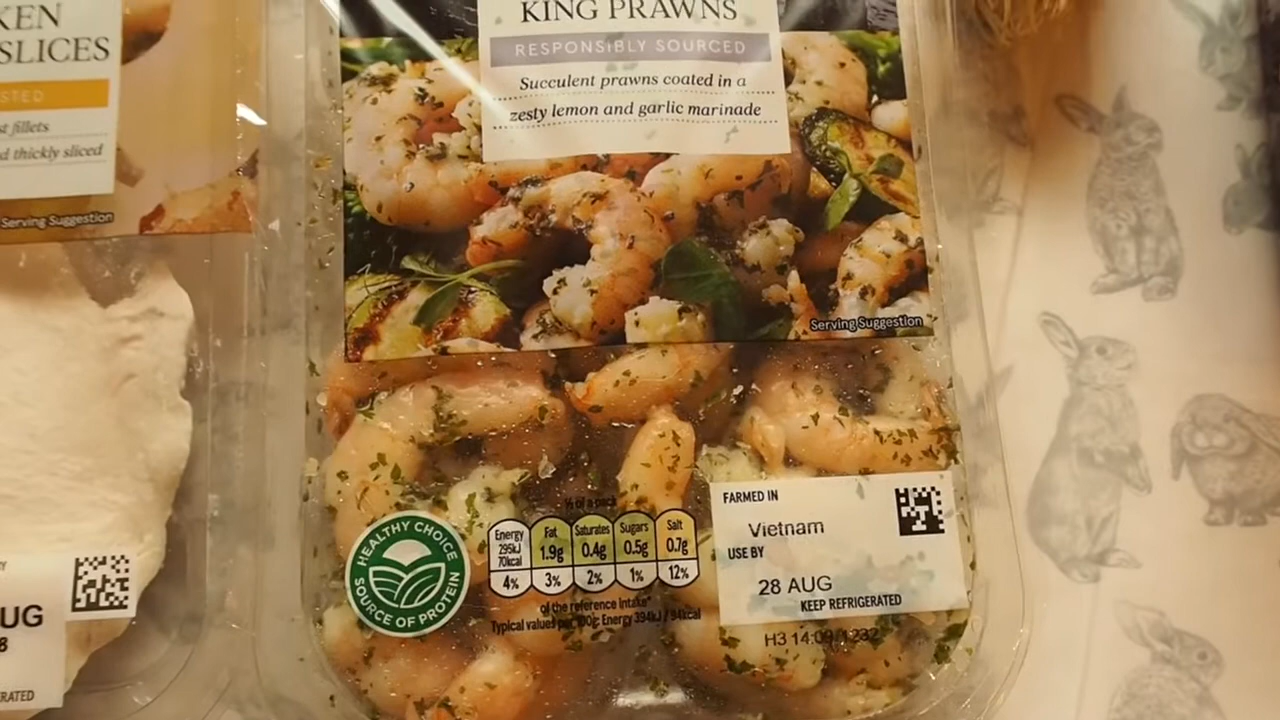 KEN
SLICES
STED
st fillets
d thickly sliced
Serving Suggestion
UG
8
RATED
KING PRAWNS
RESPONSIBLY SOURCED
Succulent prawns coated in a
zesty lemon and garlic marinade
Serving Suggestion
HEALTHY CHOICE
SOURCE OF PROTEIN
½ of a pack
Energy Fat Saturates Sugars Salt
295kJ 1.9g 0.4g 0.5g 0.7g
70kcal
4% 3% 2% 1% 12%
of the reference intake*
Typical values per 100g: Energy 394kJ / 94kcal
FARMED IN
Vietnam
USE BY
28 AUG
KEEP REFRIGERATED
H3 14:09 1232